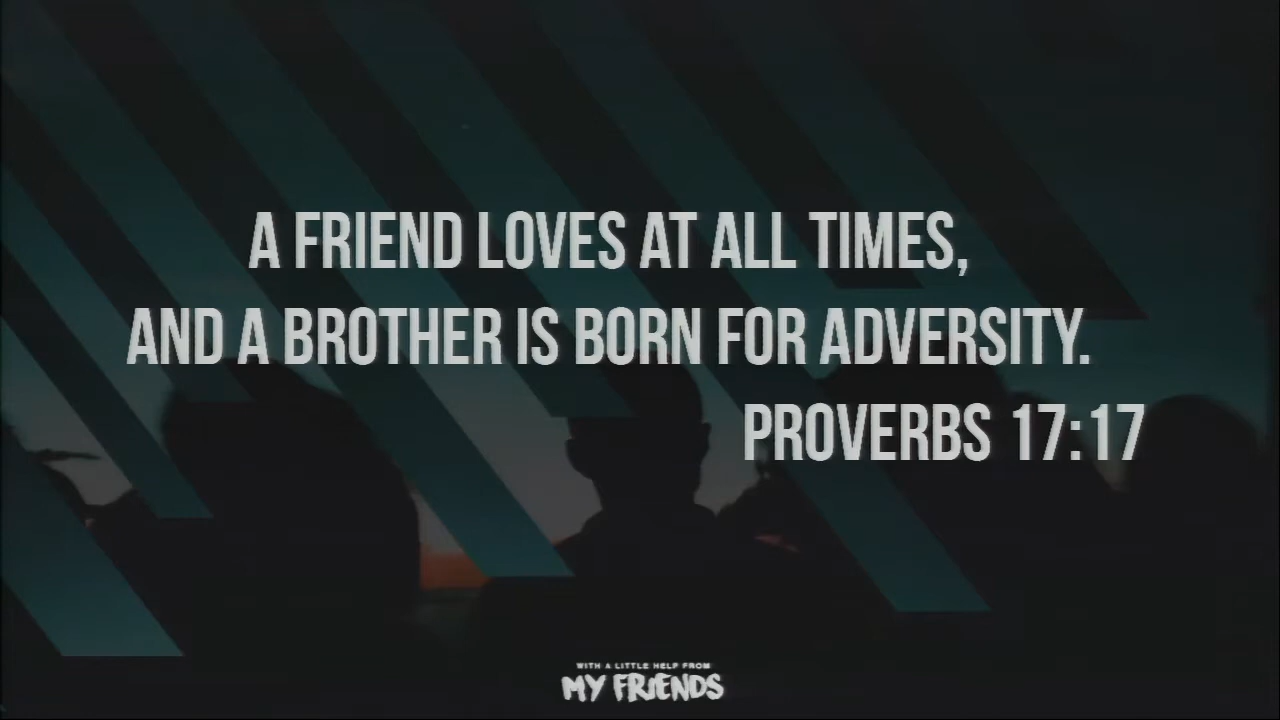 A FRIEND LOVES AT ALL TIMES,
AND A BROTHER IS BORN FOR ADVERSITY.
PROVERBS 17:17
WITH A LITTLE HELP FROM
MY FRIENDS